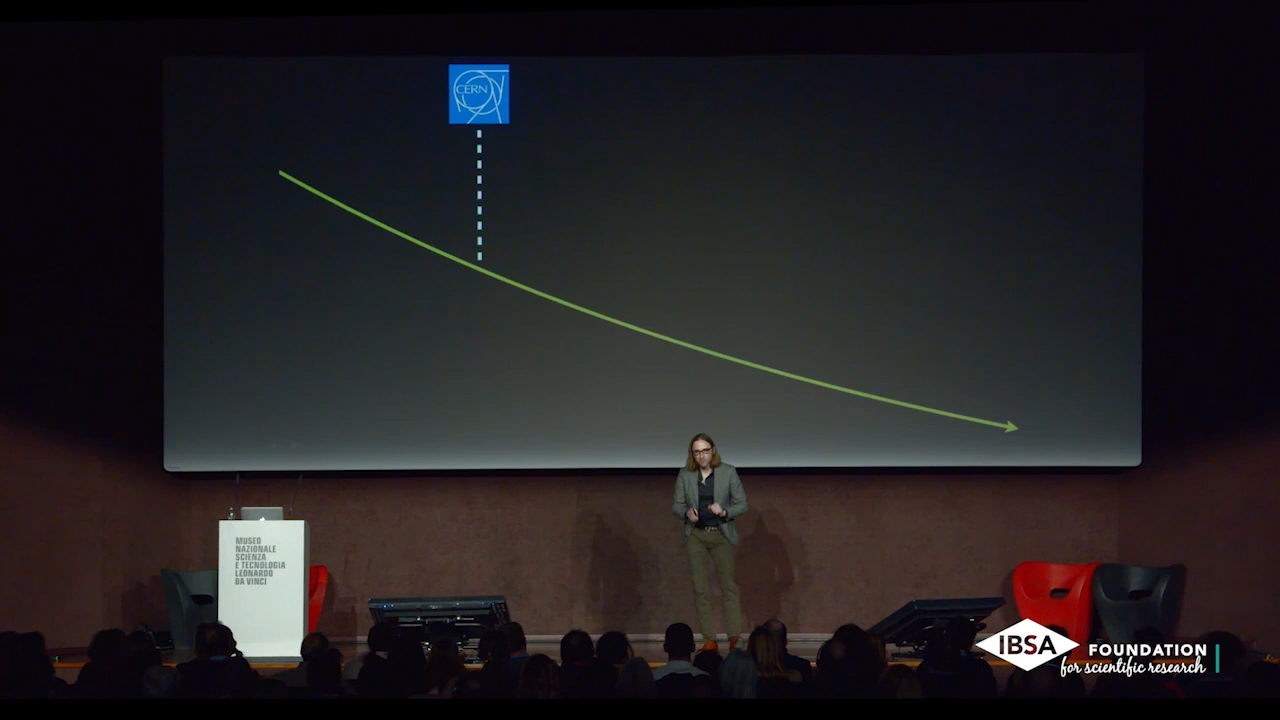 CERN
MUSEO
NAZIONALE
SCIENZA
E TECNOLOGIA
LEONARDO
DA VINCI
IBSA FOUNDATION
for scientific research